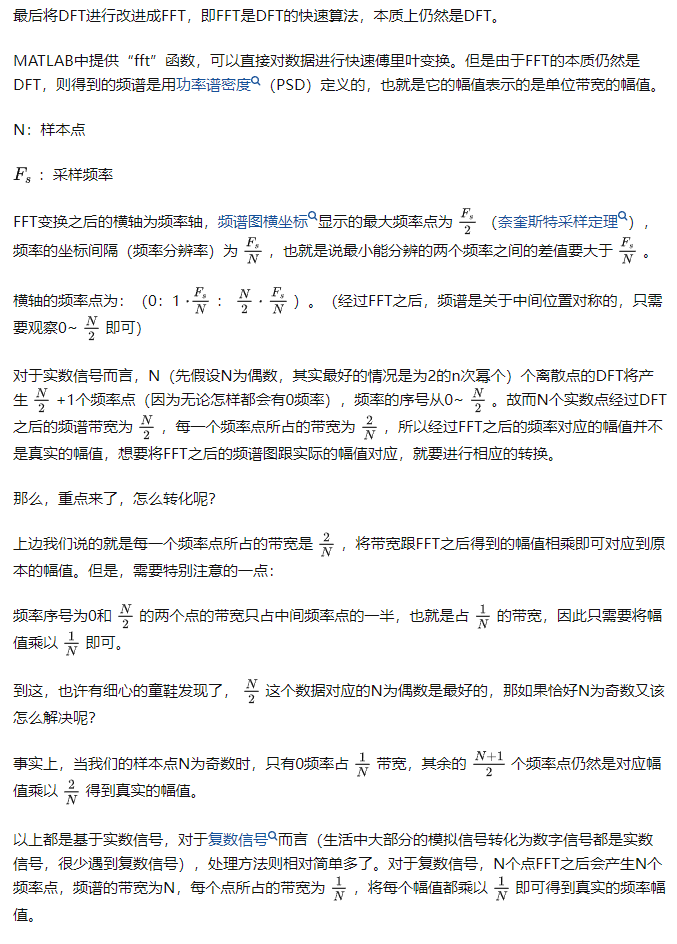 最后将DFT进行改进成FFT，即FFT是DFT的快速算法，本质上仍然是DFT。
MATLAB中提供“fft”函数，可以直接对数据进行快速傅里叶变换。但是由于FFT的本质仍然是
DFT，则得到的频谱是用功率谱密度（PSD）定义的，也就是它的幅值表示的是单位带宽的幅值。
N：样本点
$F_s$ ：采样频率
FFT变换之后的横轴为频率轴，频谱图横坐标显示的最大频率点为 $\frac{F_s}{2}$ （奈奎斯特采样定理），
频率的坐标间隔（频率分辨率）为 $\frac{F_s}{N}$ ，也就是说最小能分辨的两个频率之间的差值要大于 $\frac{F_s}{N}$ 。
横轴的频率点为：（0：1 · $\frac{F_s}{N}$ ： $\frac{N}{2} \cdot \frac{F_s}{N}$ ）。（经过FFT之后，频谱是关于中间位置对称的，只需
要观察0~ $\frac{N}{2}$ 即可）
对于实数信号而言，N（先假设N为偶数，其实最好的情况是为2的n次幂个）个离散点的DFT将产
生 $\frac{N}{2}$ +1个频率点（因为无论怎样都会有0频率），频率的序号从0~ $\frac{N}{2}$ 。故而N个实数点经过DFT
之后的频谱带宽为 $\frac{N}{2}$ ，每一个频率点所占的带宽为 $\frac{2}{N}$ ，所以经过FFT之后的频率对应的幅值并不
是真实的幅值，想要将FFT之后的频谱图跟实际的幅值对应，就要进行相应的转换。
那么，重点来了，怎么转化呢？
上边我们说的就是每一个频率点所占的带宽是 $\frac{2}{N}$ ，将带宽跟FFT之后得到的幅值相乘即可对应到原
本的幅值。但是，需要特别注意的一点：
频率序号为0和 $\frac{N}{2}$ 的两个点的带宽只占中间频率点的一半，也就是占 $\frac{1}{N}$ 的带宽，因此只需要将幅
值乘以 $\frac{1}{N}$ 即可。
到这，也许有细心的童鞋发现了， $\frac{N}{2}$ 这个数据对应的N为偶数是最好的，那如果恰好N为奇数又该
怎么解决呢？
事实上，当我们的样本点N为奇数时，只有0频率占 $\frac{1}{N}$ 带宽，其余的 $\frac{N+1}{2}$ 个频率点仍然是对应幅
值乘以 $\frac{2}{N}$ 得到真实的幅值。
以上都是基于实数信号，对于复数信号而言（生活中大部分的模拟信号转化为数字信号都是实数
信号，很少遇到复数信号），处理方法则相对简单多了。对于复数信号，N个点FFT之后会产生N个
频率点，频谱的带宽为N，每个点所占的带宽为 $\frac{1}{N}$ ，将每个幅值都乘以 $\frac{1}{N}$ 即可得到真实的频率幅
值。